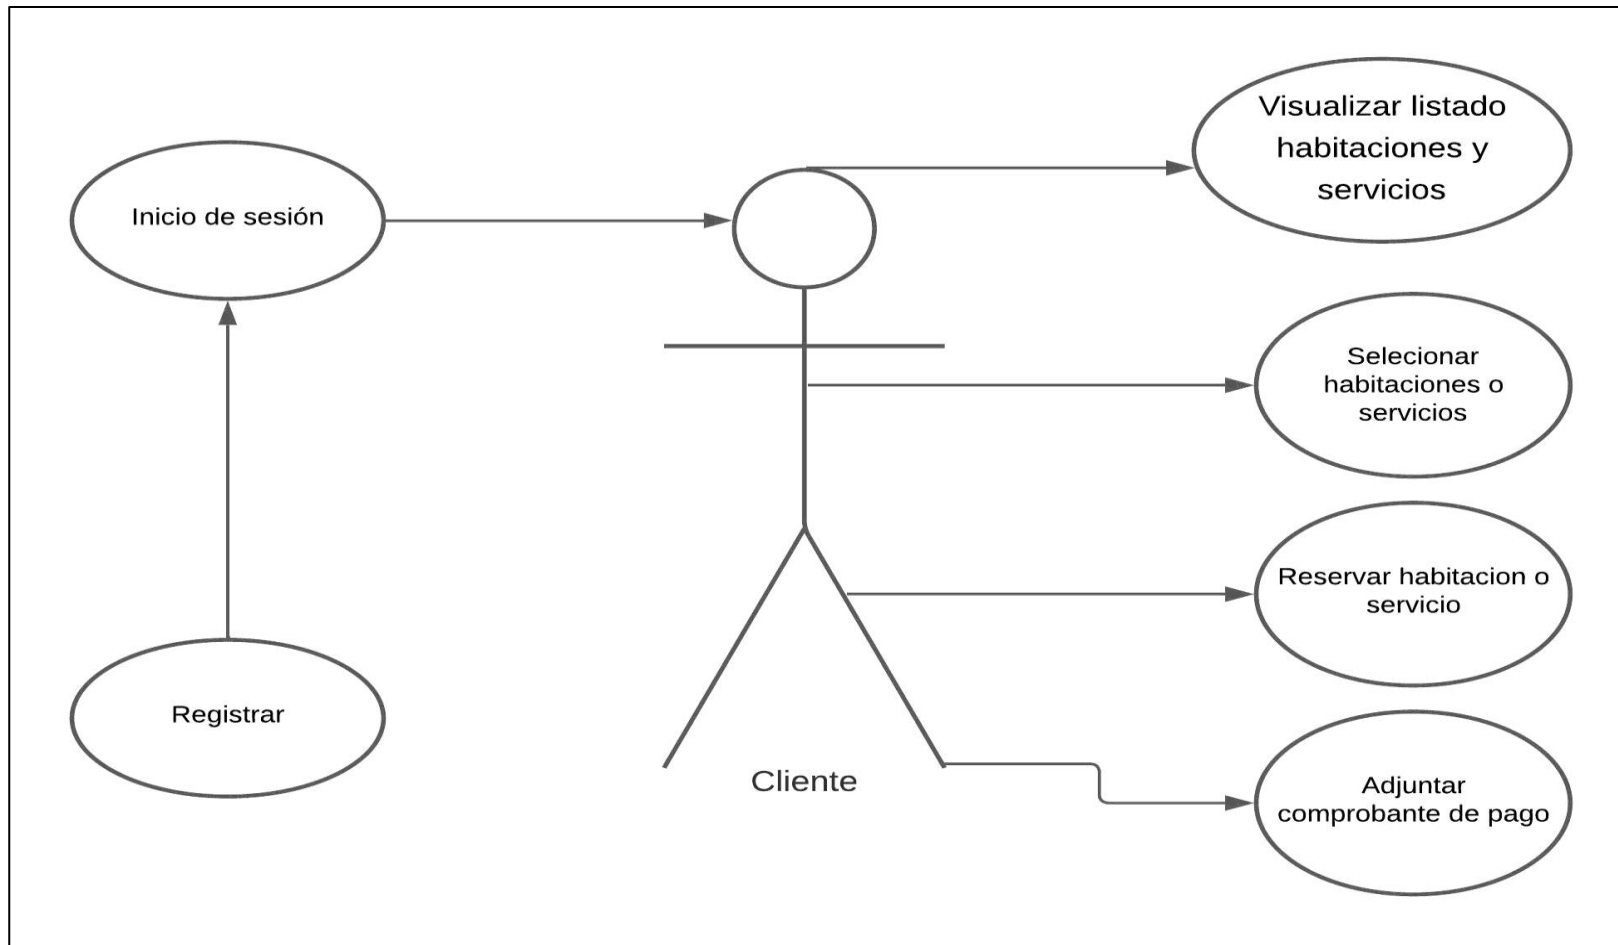 Visualizar listado
habitaciones y
servicios
Inicio de sesión
Selecionar
habitaciones o
servicios
Reservar habitacion o
servicio
Registrar
Cliente
Adjuntar
comprobante de pago